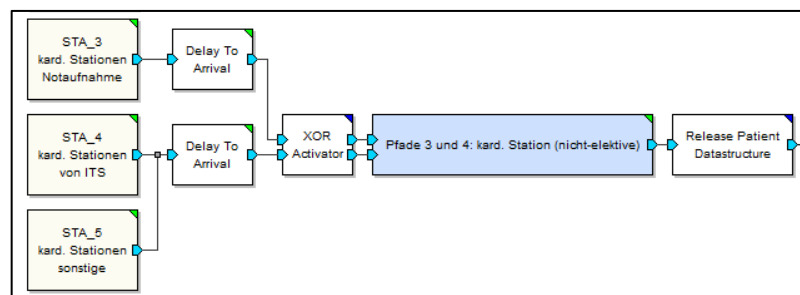 STA_3
kard. Stationen
Notaufnahme
Delay To
Arrival
STA_4
kard. Stationen
von ITS
Delay To
Arrival
XOR
Activator
Pfade 3 und 4: kard. Station (nicht-elektive)
Release Patient
Datastructure
STA_5
kard. Stationen
sonstige